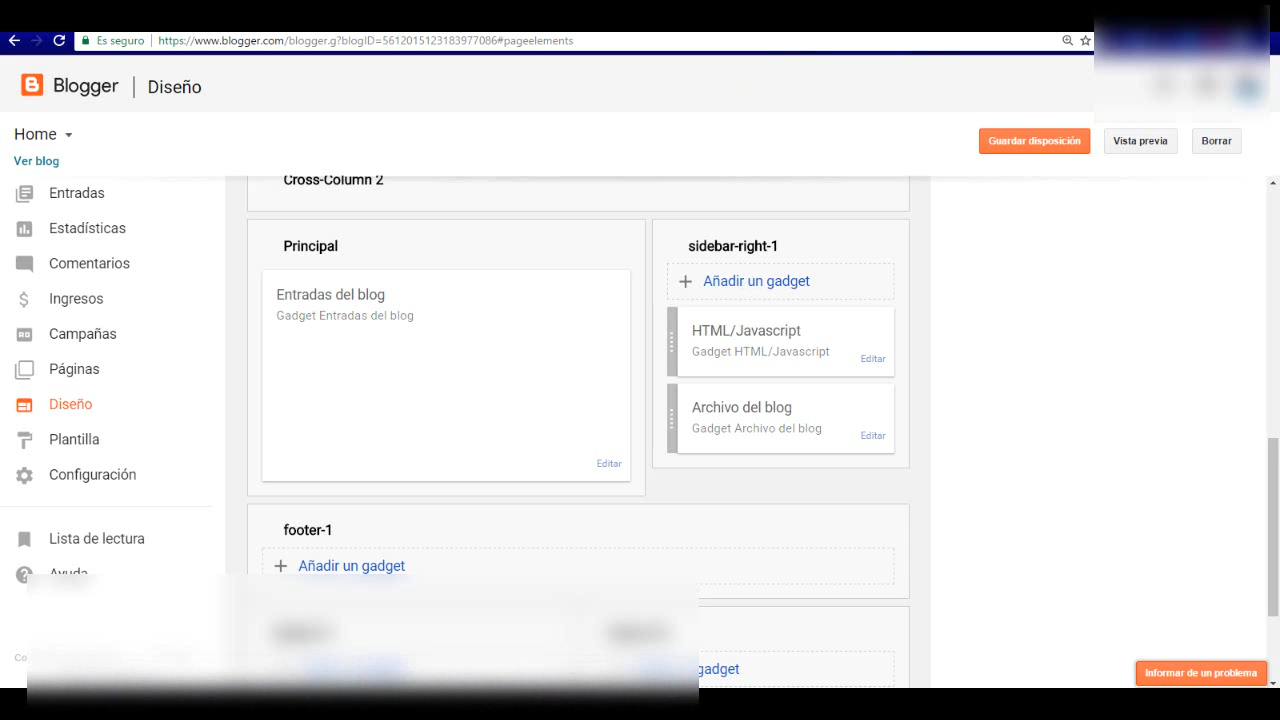 Es seguro | https://www.blogger.com/blogger.g?blogID=5612015123183977086#pageelements
Blogger | Diseño
Home
Guardar disposición
Vista previa
Borrar
Ver blog
Entradas
Estadísticas
Comentarios
Ingresos
Campañas
Páginas
Diseño
Plantilla
Configuración
Lista de lectura
Ayuda
Cross-Column 2
Principal
Entradas del blog
Gadget Entradas del blog
Editar
sidebar-right-1
Añadir un gadget
HTML/Javascript
Gadget HTML/Javascript
Editar
Archivo del blog
Gadget Archivo del blog
Editar
footer-1
Añadir un gadget
gadget
Informar de un problema